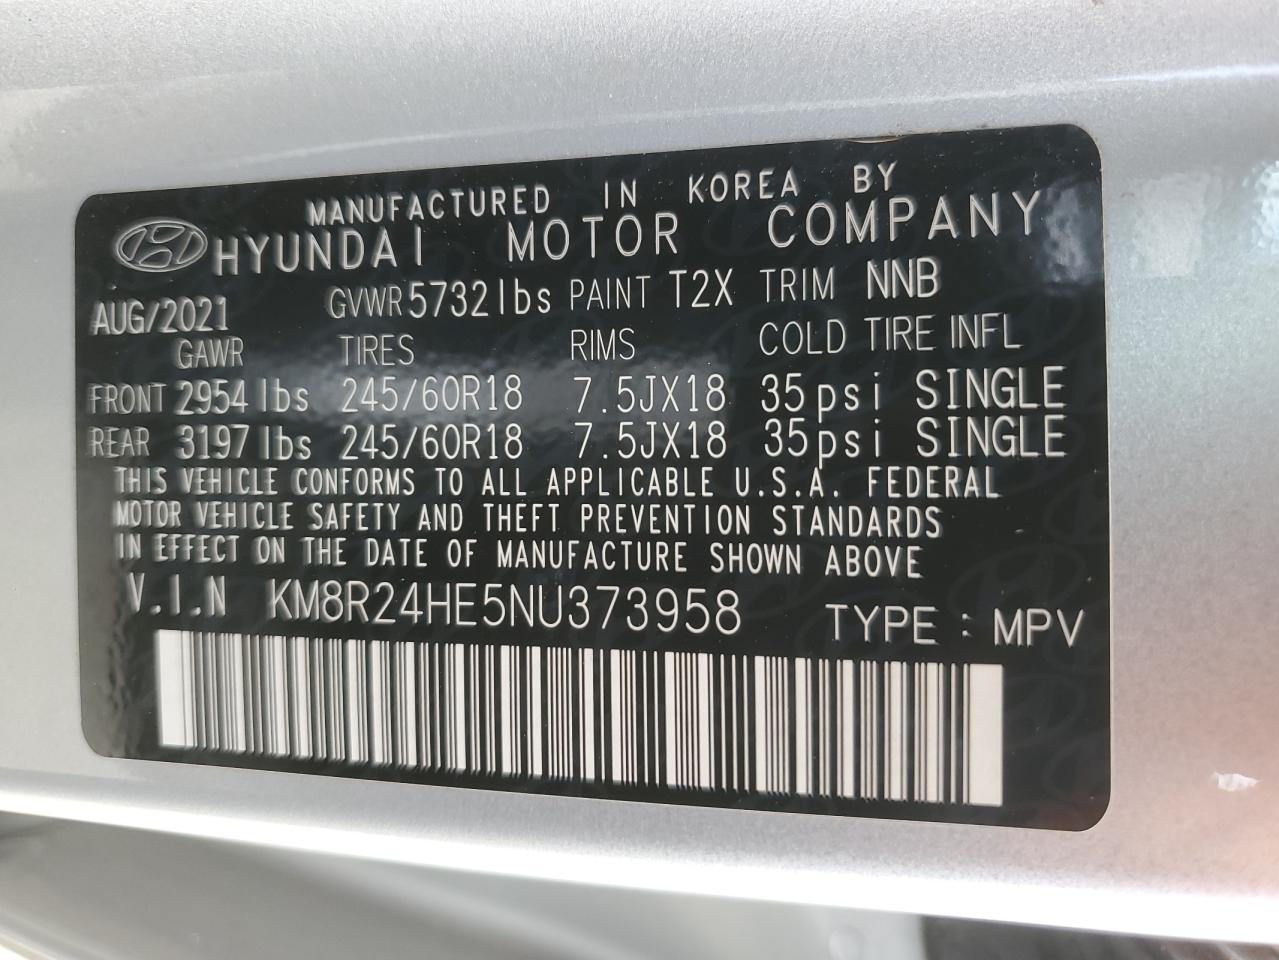 MANUFACTURED IN KOREA BY
HYUNDAI MOTOR COMPANY
AUG/2021 GVWR 5732 lbs PAINT T2X TRIM NNB
GAWR TIRES RIMS COLD TIRE INFL
FRONT 2954 lbs 245/60R18 7.5JX18 35psi SINGLE
REAR 3197 lbs 245/60R18 7.5JX18 35psi SINGLE
THIS VEHICLE CONFORMS TO ALL APPLICABLE U.S.A. FEDERAL
MOTOR VEHICLE SAFETY AND THEFT PREVENTION STANDARDS
IN EFFECT ON THE DATE OF MANUFACTURE SHOWN ABOVE
V.I.N KM8R24HE5NU373958 TYPE : MPV